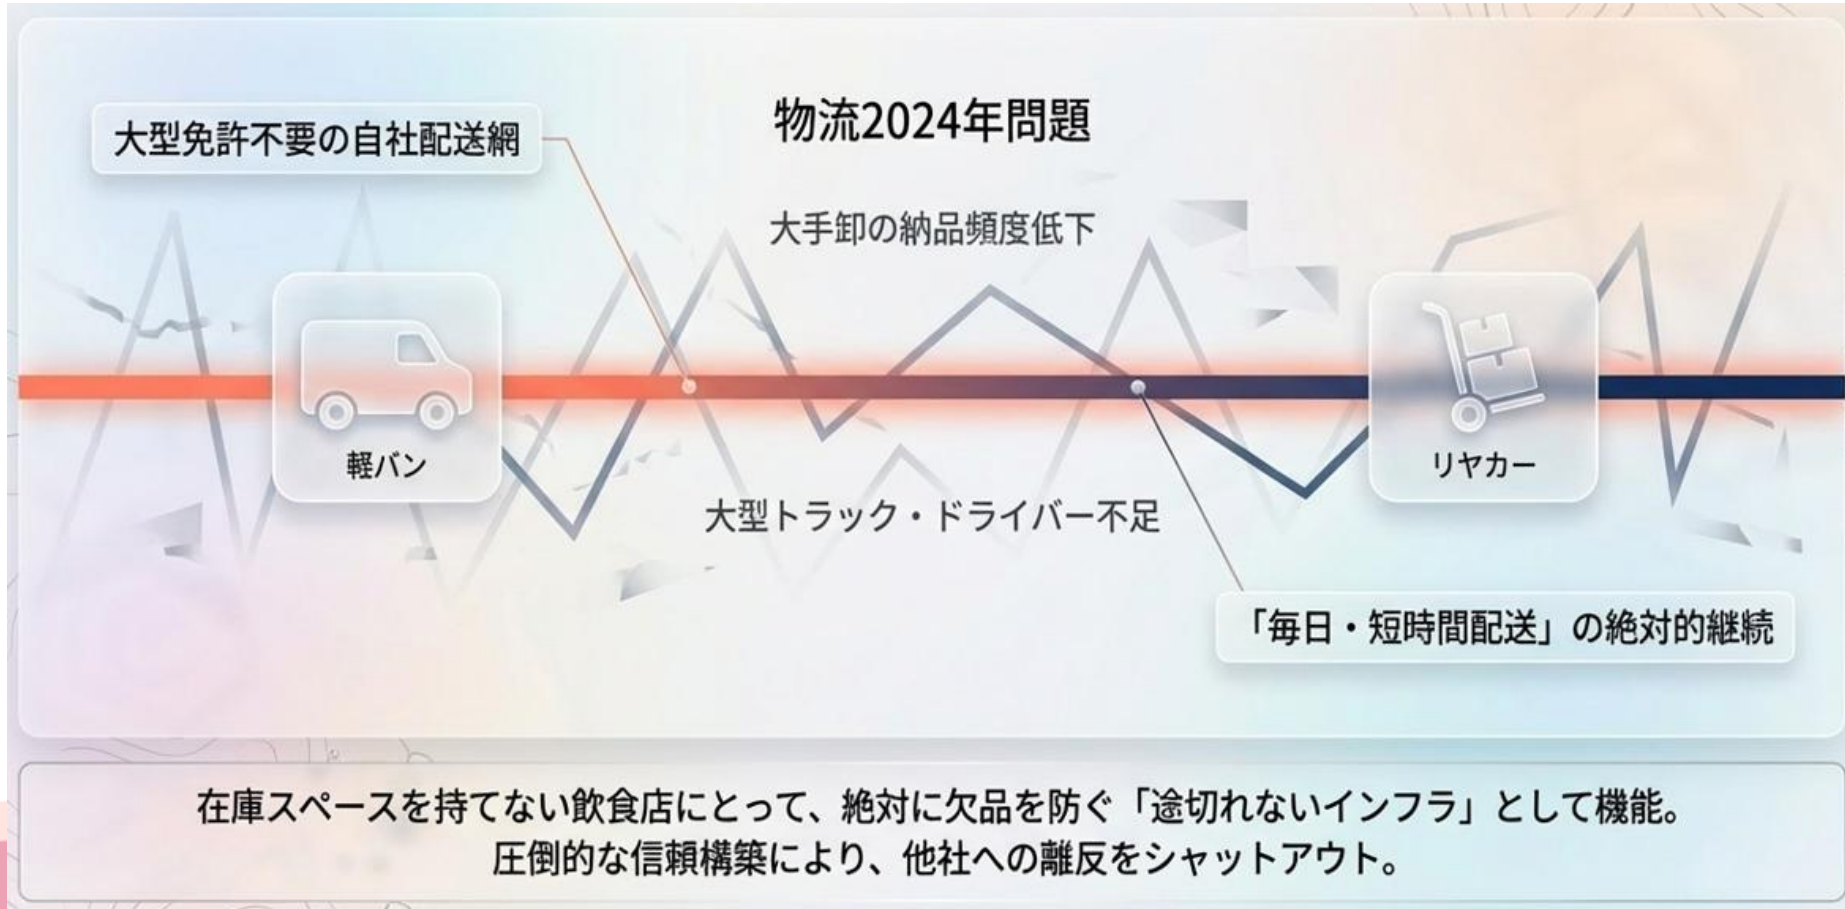 大型免許不要の自社配送網
物流2024年問題
大手卸の納品頻度低下
軽バン
リヤカー
大型トラック・ドライバー不足
「毎日・短時間配送」の絶対的継続
在庫スペースを持てない飲食店にとって、絶対に欠品を防ぐ「途切れないインフラ」として機能。
圧倒的な信頼構築により、他社への離反をシャットアウト。